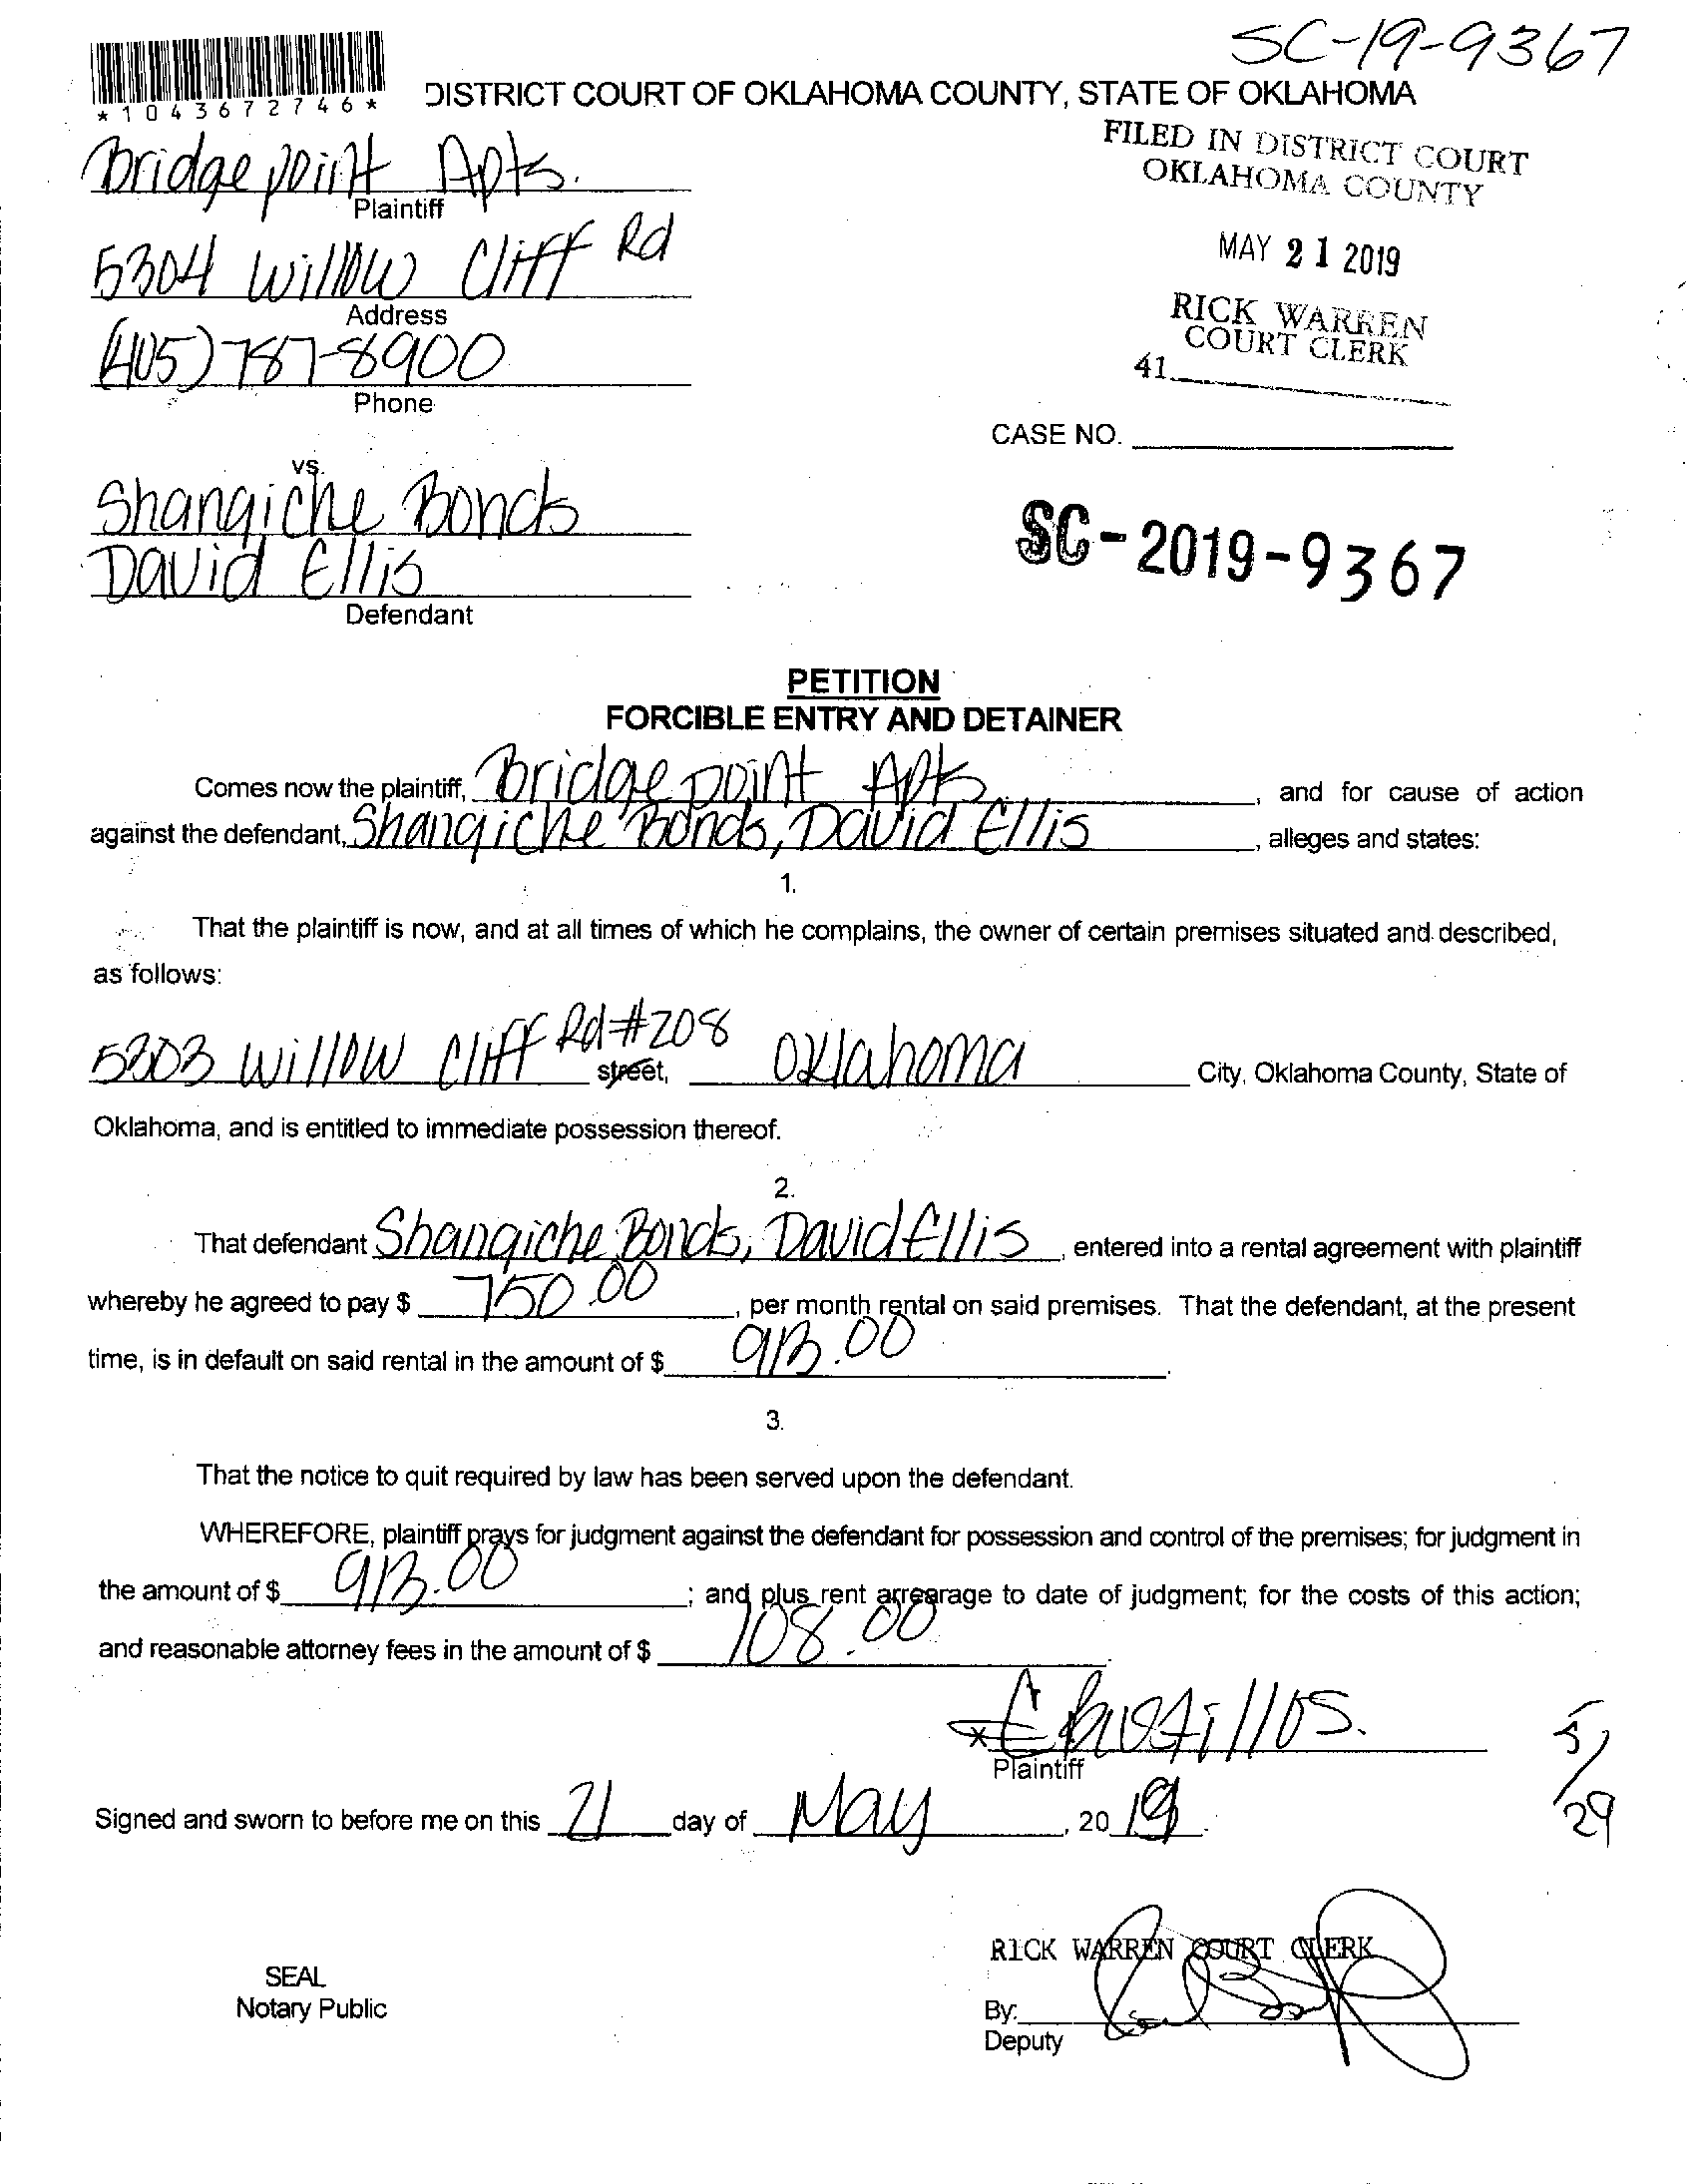 SC-19-9367
*1043672746*
DISTRICT COURT OF OKLAHOMA COUNTY, STATE OF OKLAHOMA
FILED IN DISTRICT COURT
OKLAHOMA COUNTY
MAY 21 2019
RICK WARREN
COURT CLERK
41
Bridgepoint Apts.
Plaintiff
5304 Willow Cliff Rd
Address
(405) 787-8900
Phone
CASE NO.
vs.
Shangiche Bonds
David Ellis
Defendant
SC-2019-9367
PETITION
FORCIBLE ENTRY AND DETAINER
Comes now the plaintiff, Bridgepoint Apts, and for cause of action
against the defendant, Shangiche Bonds, David Ellis, alleges and states:
1.
That the plaintiff is now, and at all times of which he complains, the owner of certain premises situated and described,
as follows:
5303 Willow Cliff Rd #208 street, Oklahoma City, Oklahoma County, State of
Oklahoma, and is entitled to immediate possession thereof.
2.
That defendant Shangiche Bonds, David Ellis, entered into a rental agreement with plaintiff
whereby he agreed to pay $ 750.00, per month rental on said premises. That the defendant, at the present
time, is in default on said rental in the amount of $ 913.00.
3.
That the notice to quit required by law has been served upon the defendant.
WHEREFORE, plaintiff prays for judgment against the defendant for possession and control of the premises; for judgment in
the amount of $ 913.00; and plus rent arrearage to date of judgment; for the costs of this action;
and reasonable attorney fees in the amount of $ 108.00.
Plaintiff
5/29
Signed and sworn to before me on this 21 day of May, 2019.
RICK WARREN COURT CLERK
SEAL
Notary Public
By:
Deputy